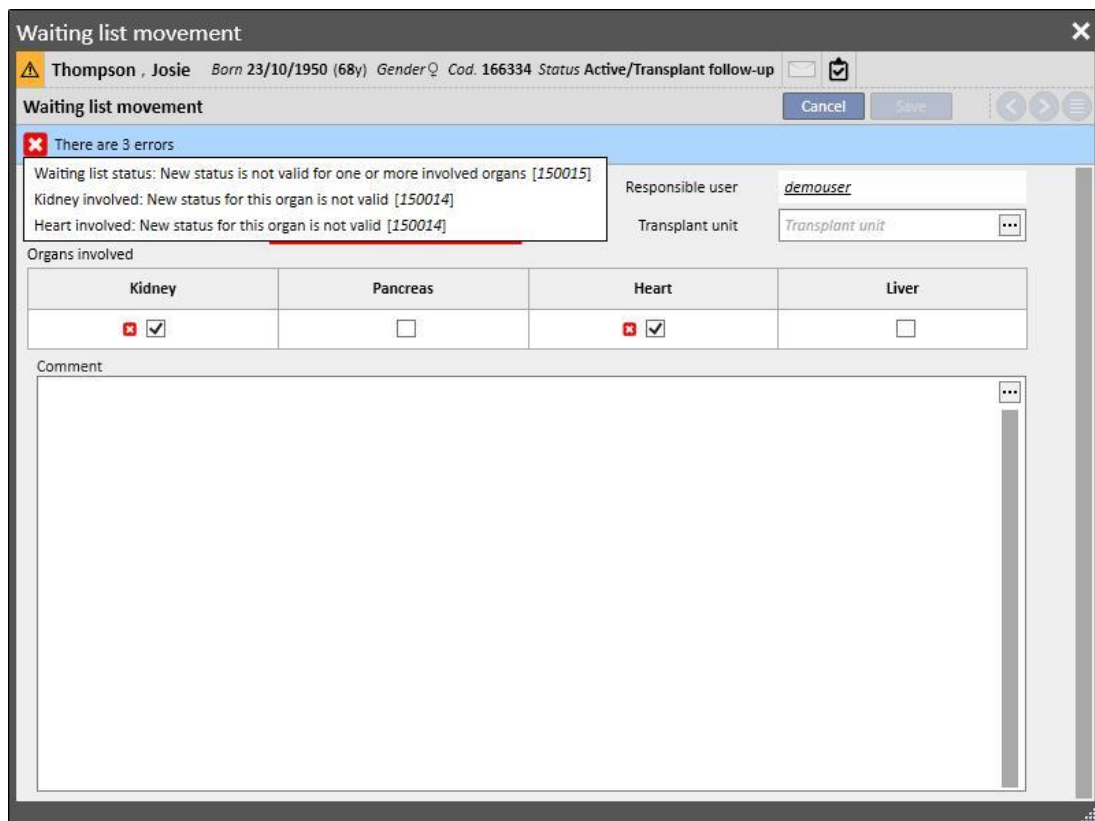 Waiting list movement
Thompson , Josie Born 23/10/1950 (68y) Gender♀ Cod. 166334 Status Active/Transplant follow-up
Waiting list movement Cancel Save
There are 3 errors
Waiting list status: New status is not valid for one or more involved organs [150015]
Kidney involved: New status for this organ is not valid [150014]
Heart involved: New status for this organ is not valid [150014]
Responsible user demouser
Transplant unit Transplant unit ...
Organs involved
Kidney Pancreas Heart Liver
Comment
...